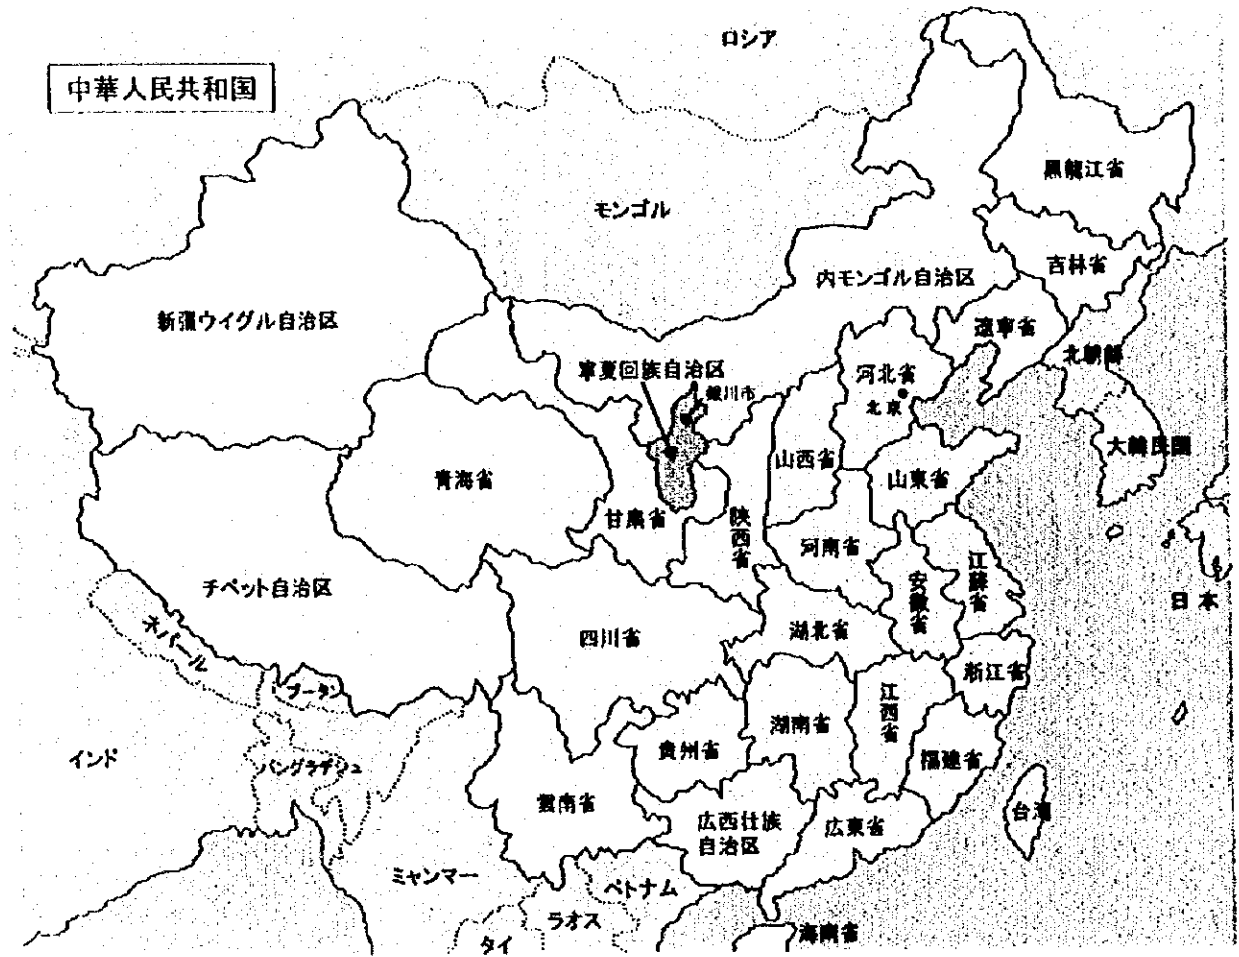 ロシア
中華人民共和国
黒龍江省
モンゴル
吉林省
内モンゴル自治区
新疆ウイグル自治区
遼寧省
北朝鮮
寧夏回族自治区
河北省
銀川市
北京
大韓民国
山西省
青海省
山東省
甘粛省
陝西省
河南省
江蘇省
チベット自治区
安徽省
日本
ネパール
四川省
湖北省
浙江省
ブータン
江西省
湖南省
貴州省
インド
福建省
バングラデシュ
雲南省
台湾
広西壮族
自治区
広東省
ミャンマー
ベトナム
ラオス
海南省
タイ